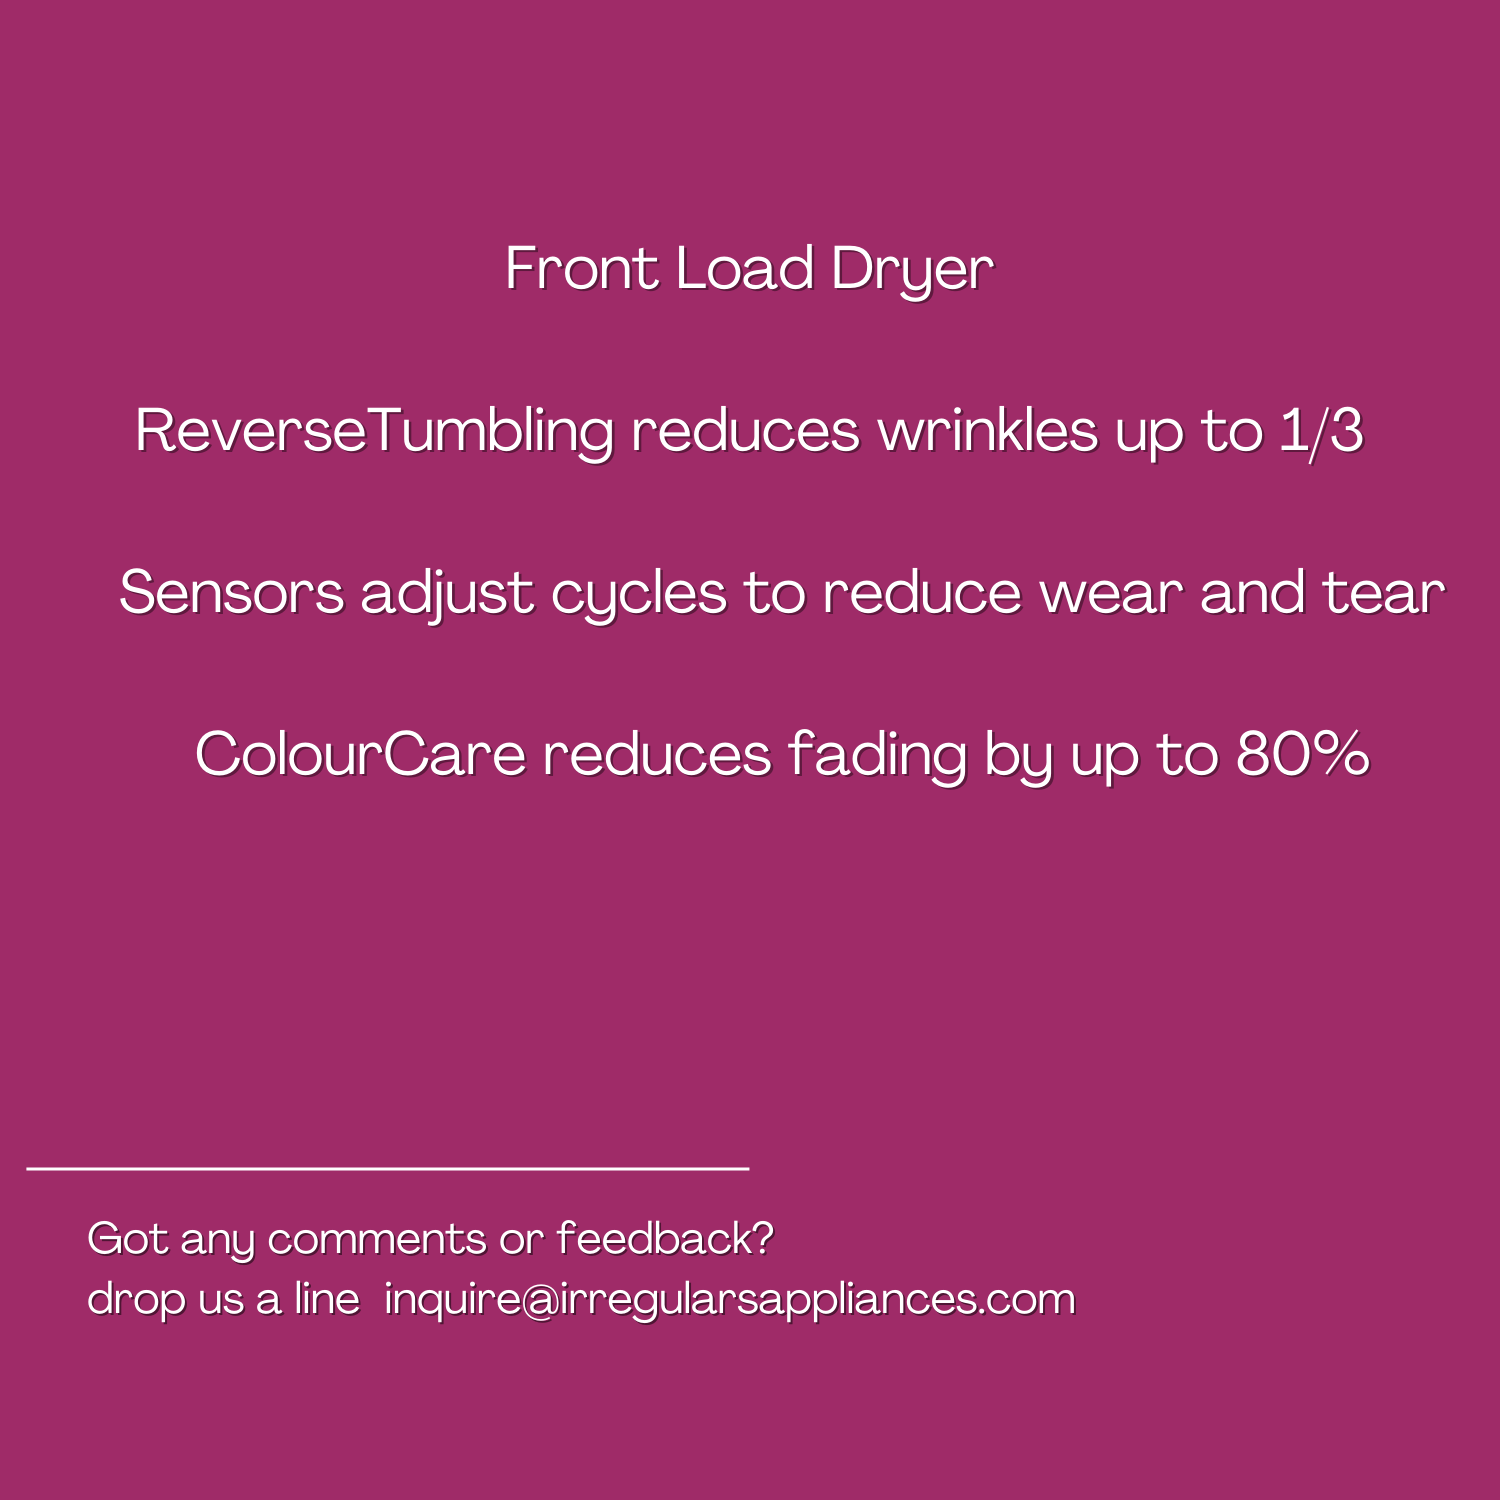 Front Load Dryer
ReverseTumbling reduces wrinkles up to 1/3
Sensors adjust cycles to reduce wear and tear
ColourCare reduces fading by up to 80%
Got any comments or feedback?
drop us a line  inquire@irregularsappliances.com